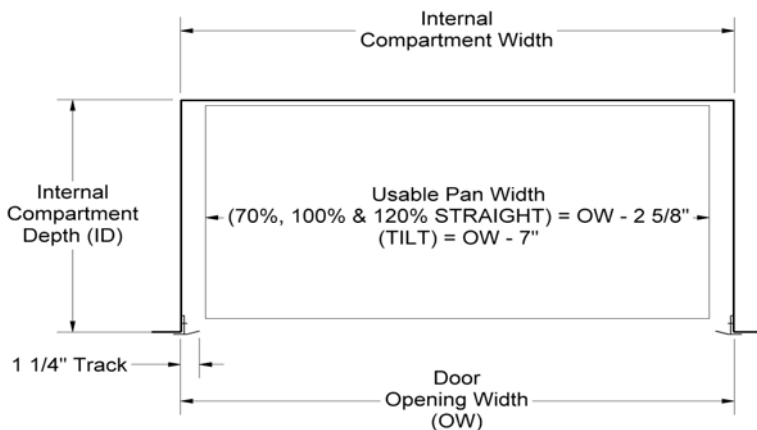 Internal
Compartment Width
Internal
Compartment
Depth (ID)
Usable Pan Width
(70%, 100% & 120% STRAIGHT) = OW - 2 5/8"
(TILT) = OW - 7"
1 1/4" Track
Door
Opening Width
(OW)